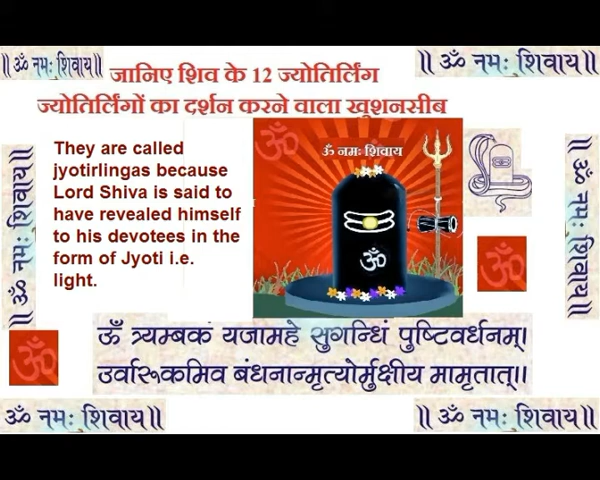 ॥ ॐ नमः शिवाय॥
॥ ॐ नमः शिवाय॥
जानिए शिव के 12 ज्योतिर्लिंग
ज्योतिर्लिंगों का दर्शन करने वाला खुशनसीब
They are called
jyotirlingas because
Lord Shiva is said to
have revealed himself
to his devotees in the
form of Jyoti i.e.
light.
ॐ
ॐ नमः शिवाय
ॐ
॥ ॐ नमः शिवाय॥
॥ ॐ नमः शिवाय॥
ॐ
ॐ
ॐ त्र्यम्बकं यजामहे सुगन्धिं पुष्टिवर्धनम्।
उर्वारूकमिव बंधनान्मृत्योर्मुक्षीय मामृतात्।।
॥ ॐ नमः शिवाय॥
॥ ॐ नमः शिवाय॥